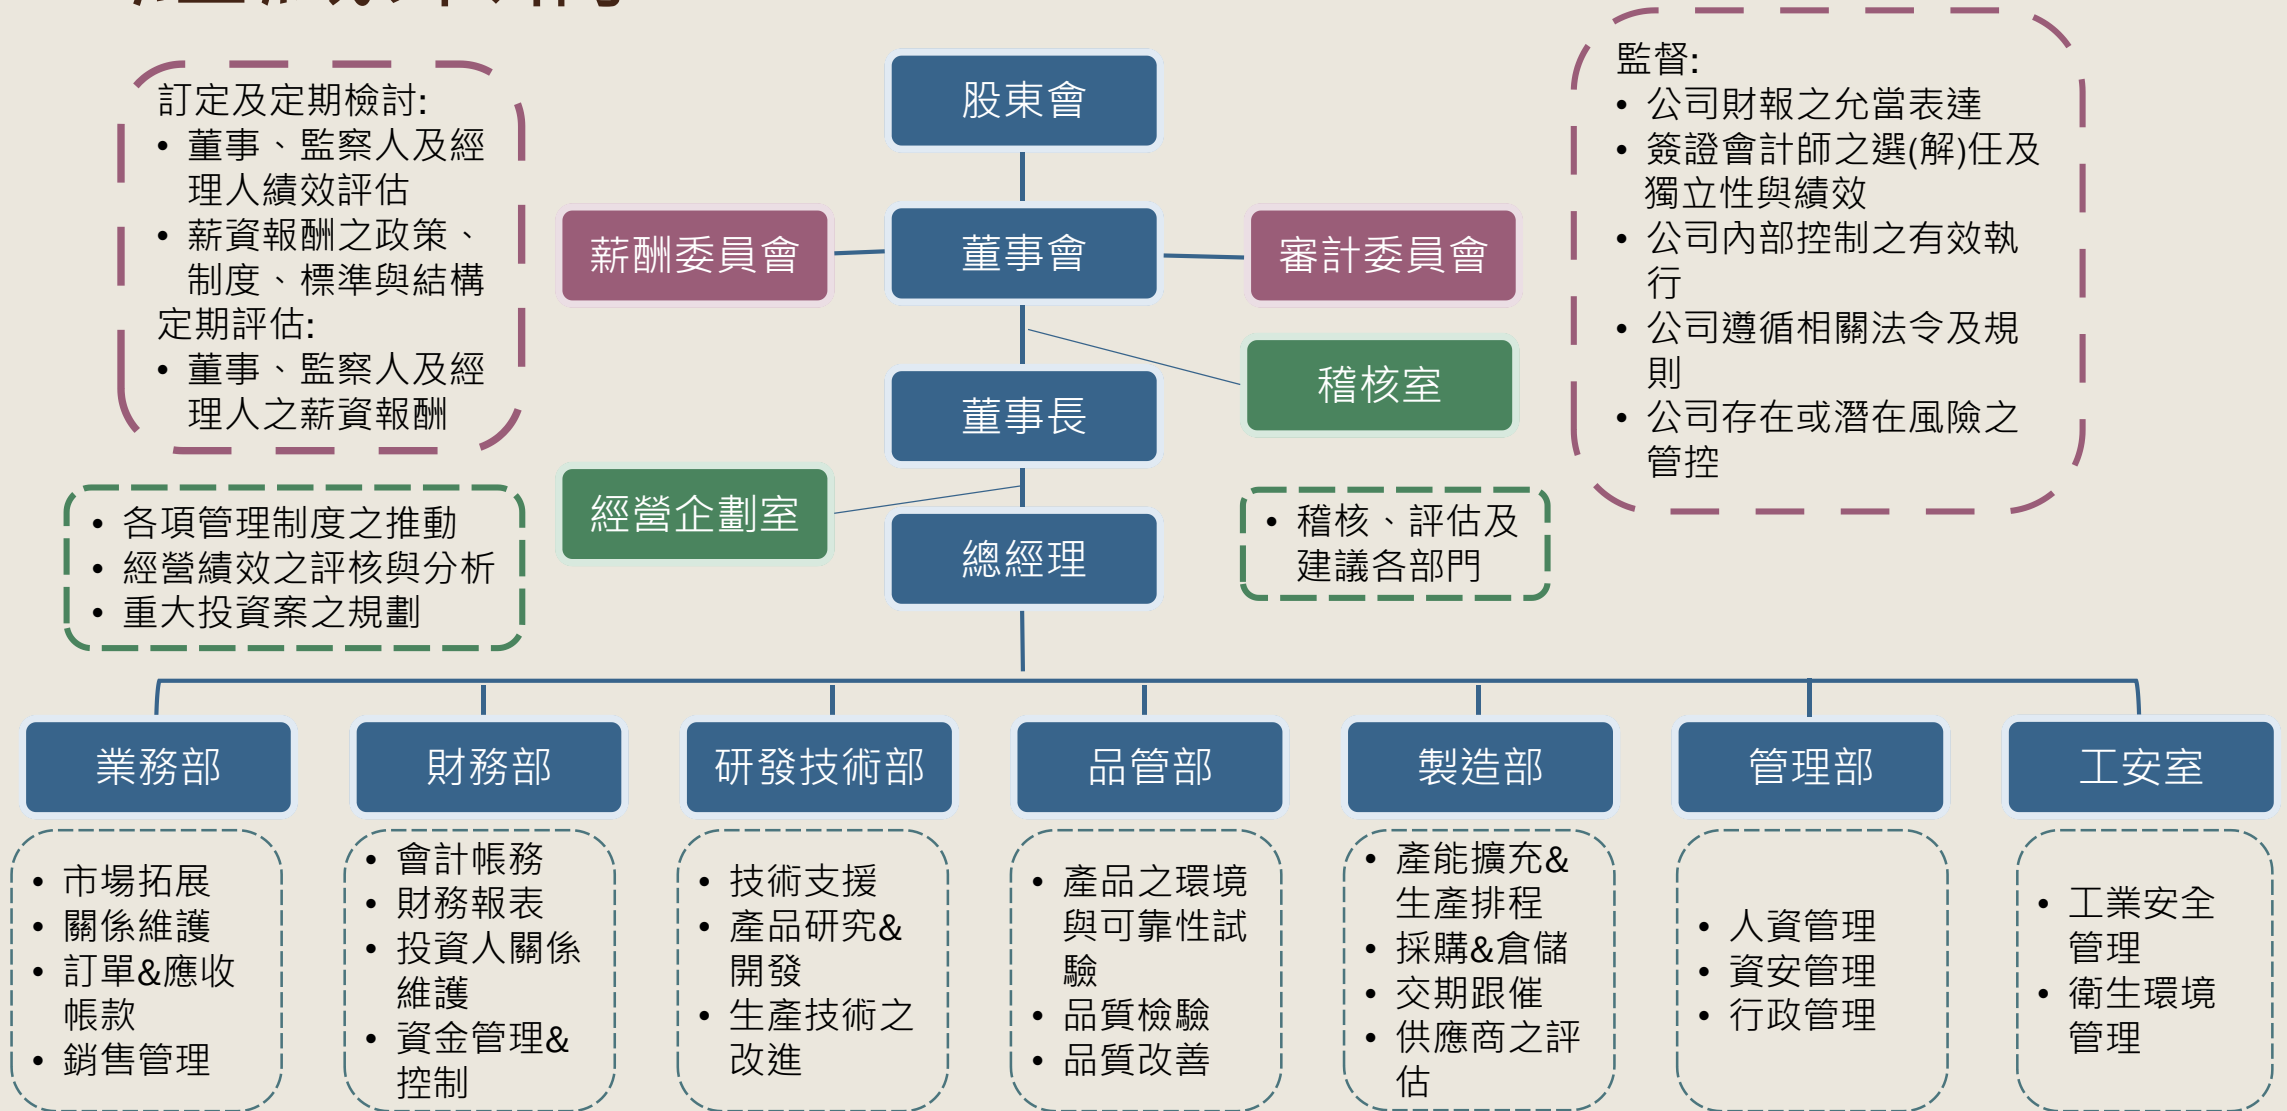 股東會
訂定及定期檢討:
• 董事、監察人及經
理人績效評估
• 薪資報酬之政策、
制度、標準與結構
定期評估:
• 董事、監察人及經
理人之薪資報酬
監督:
• 公司財報之允當表達
• 簽證會計師之選(解)任及
獨立性與績效
• 公司內部控制之有效執
行
• 公司遵循相關法令及規
則
• 公司存在或潛在風險之
管控
薪酬委員會
董事會
審計委員會
董事長
稽核室
經營企劃室
總經理
• 各項管理制度之推動
• 經營績效之評核與分析
• 重大投資案之規劃
• 稽核、評估及
建議各部門
業務部
財務部
研發技術部
品管部
製造部
管理部
工安室
• 市場拓展
• 關係維護
• 訂單&應收
帳款
• 銷售管理
• 會計帳務
• 財務報表
• 投資人關係
維護
• 資金管理&
控制
• 技術支援
• 產品研究&
開發
• 生產技術之
改進
• 產品之環境
與可靠性試
驗
• 品質檢驗
• 品質改善
• 產能擴充&
生產排程
• 採購&倉儲
• 交期跟催
• 供應商之評
估
• 人資管理
• 資安管理
• 行政管理
• 工業安全
管理
• 衛生環境
管理